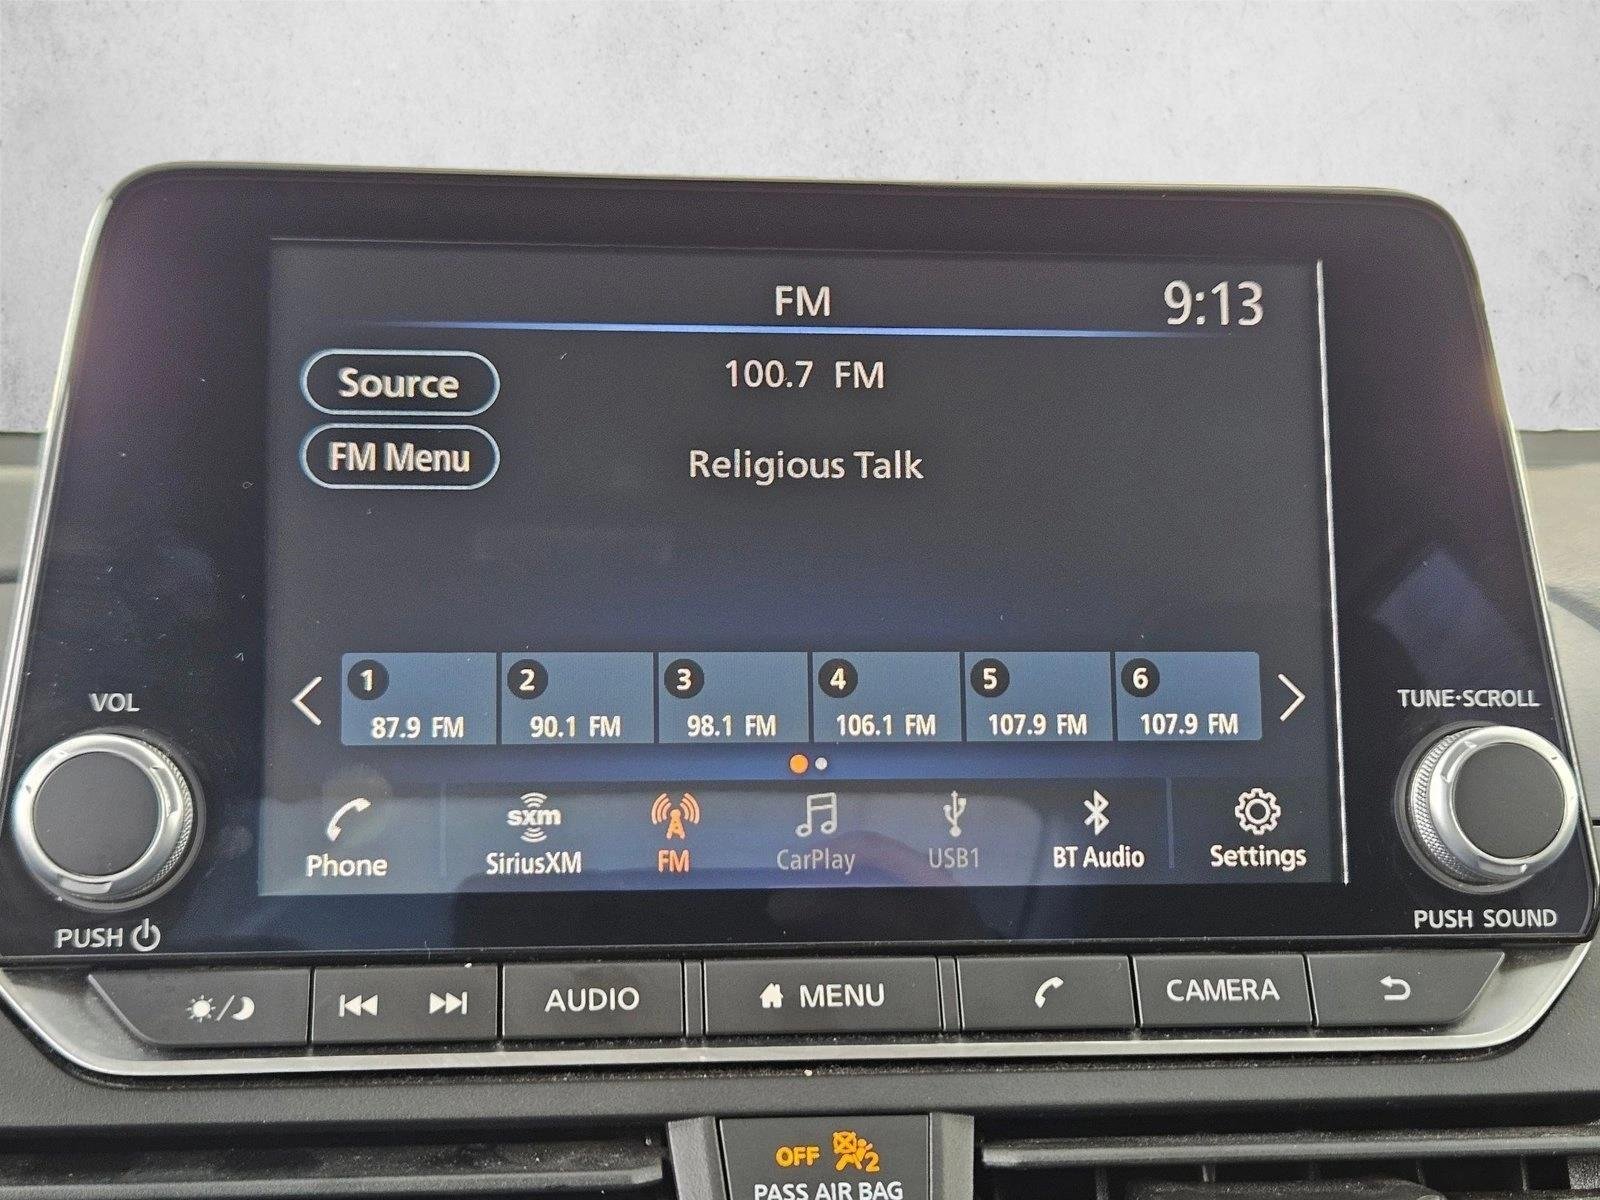 FM
9:13
Source
100.7 FM
FM Menu
Religious Talk
1
2
3
4
5
6
87.9 FM
90.1 FM
98.1 FM
106.1 FM
107.9 FM
107.9 FM
VOL
TUNE·SCROLL
sxm
Phone
SiriusXM
FM
CarPlay
USB1
BT Audio
Settings
PUSH
PUSH SOUND
AUDIO
MENU
CAMERA
OFF
2
PASS AIR BAG